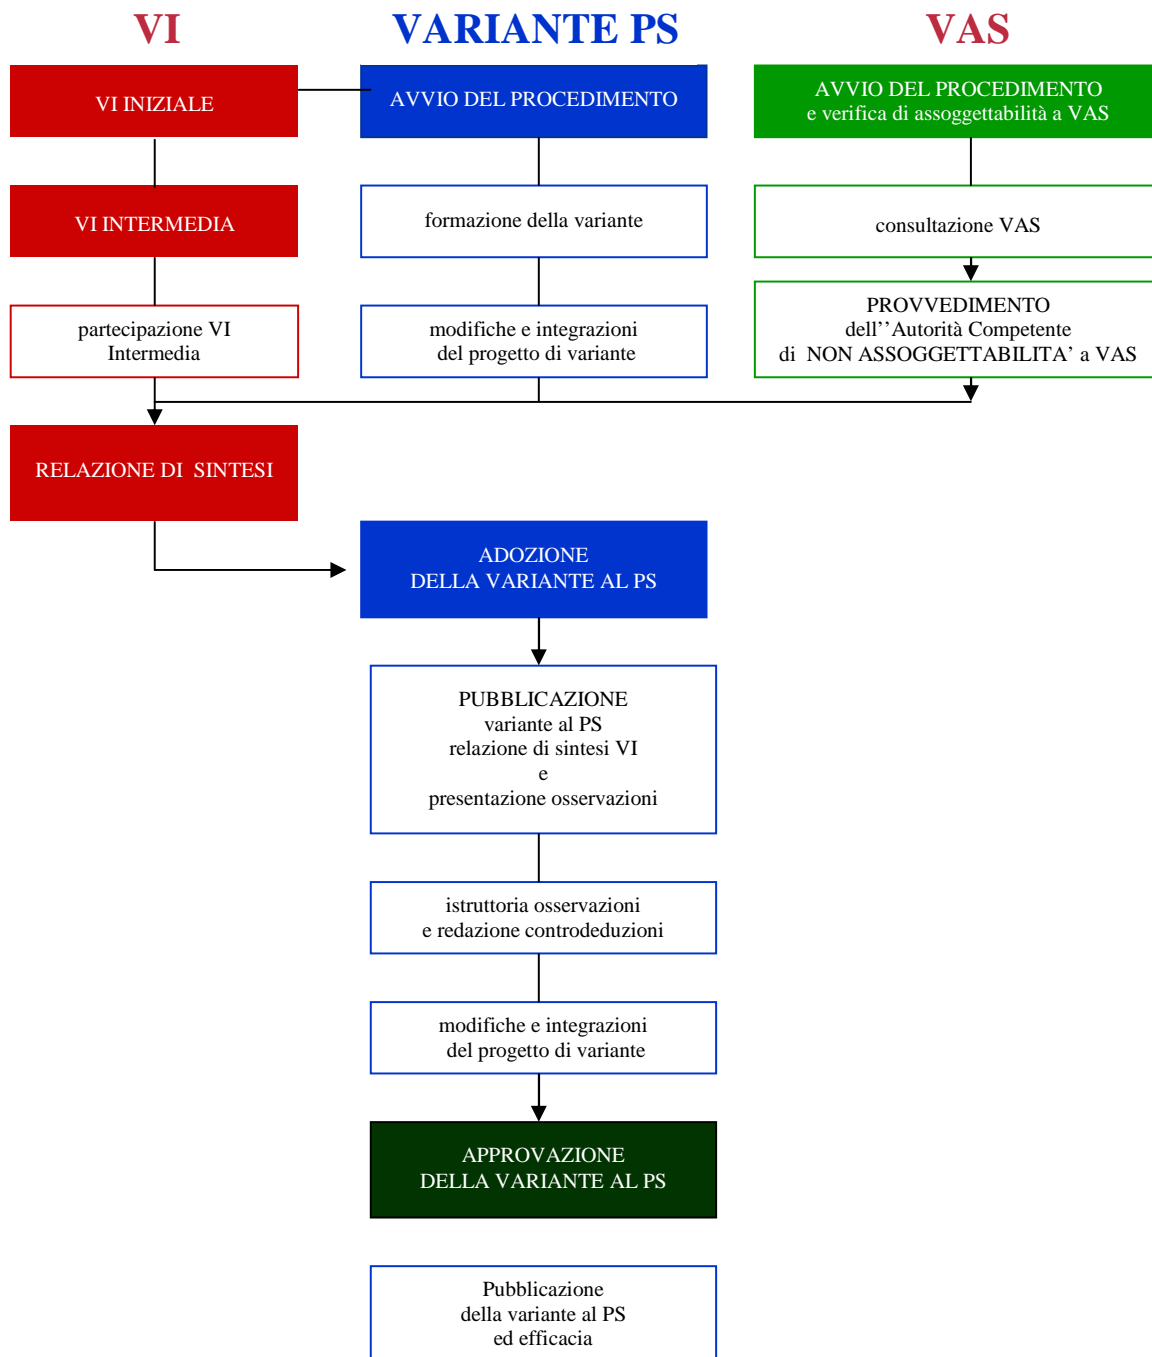 VI
VARIANTE PS
VAS
VI INIZIALE
AVVIO DEL PROCEDIMENTO
AVVIO DEL PROCEDIMENTO
e verifica di assoggettabilità a VAS
VI INTERMEDIA
formazione della variante
consultazione VAS
partecipazione VI
Intermedia
modifiche e integrazioni
del progetto di variante
PROVVEDIMENTO
dell''Autorità Competente
di NON ASSOGGETTABILITA' a VAS
RELAZIONE DI SINTESI
ADOZIONE
DELLA VARIANTE AL PS
PUBBLICAZIONE
variante al PS
relazione di sintesi VI
e
presentazione osservazioni
istruttoria osservazioni
e redazione controdeduzioni
modifiche e integrazioni
del progetto di variante
APPROVAZIONE
DELLA VARIANTE AL PS
Pubblicazione
della variante al PS
ed efficacia